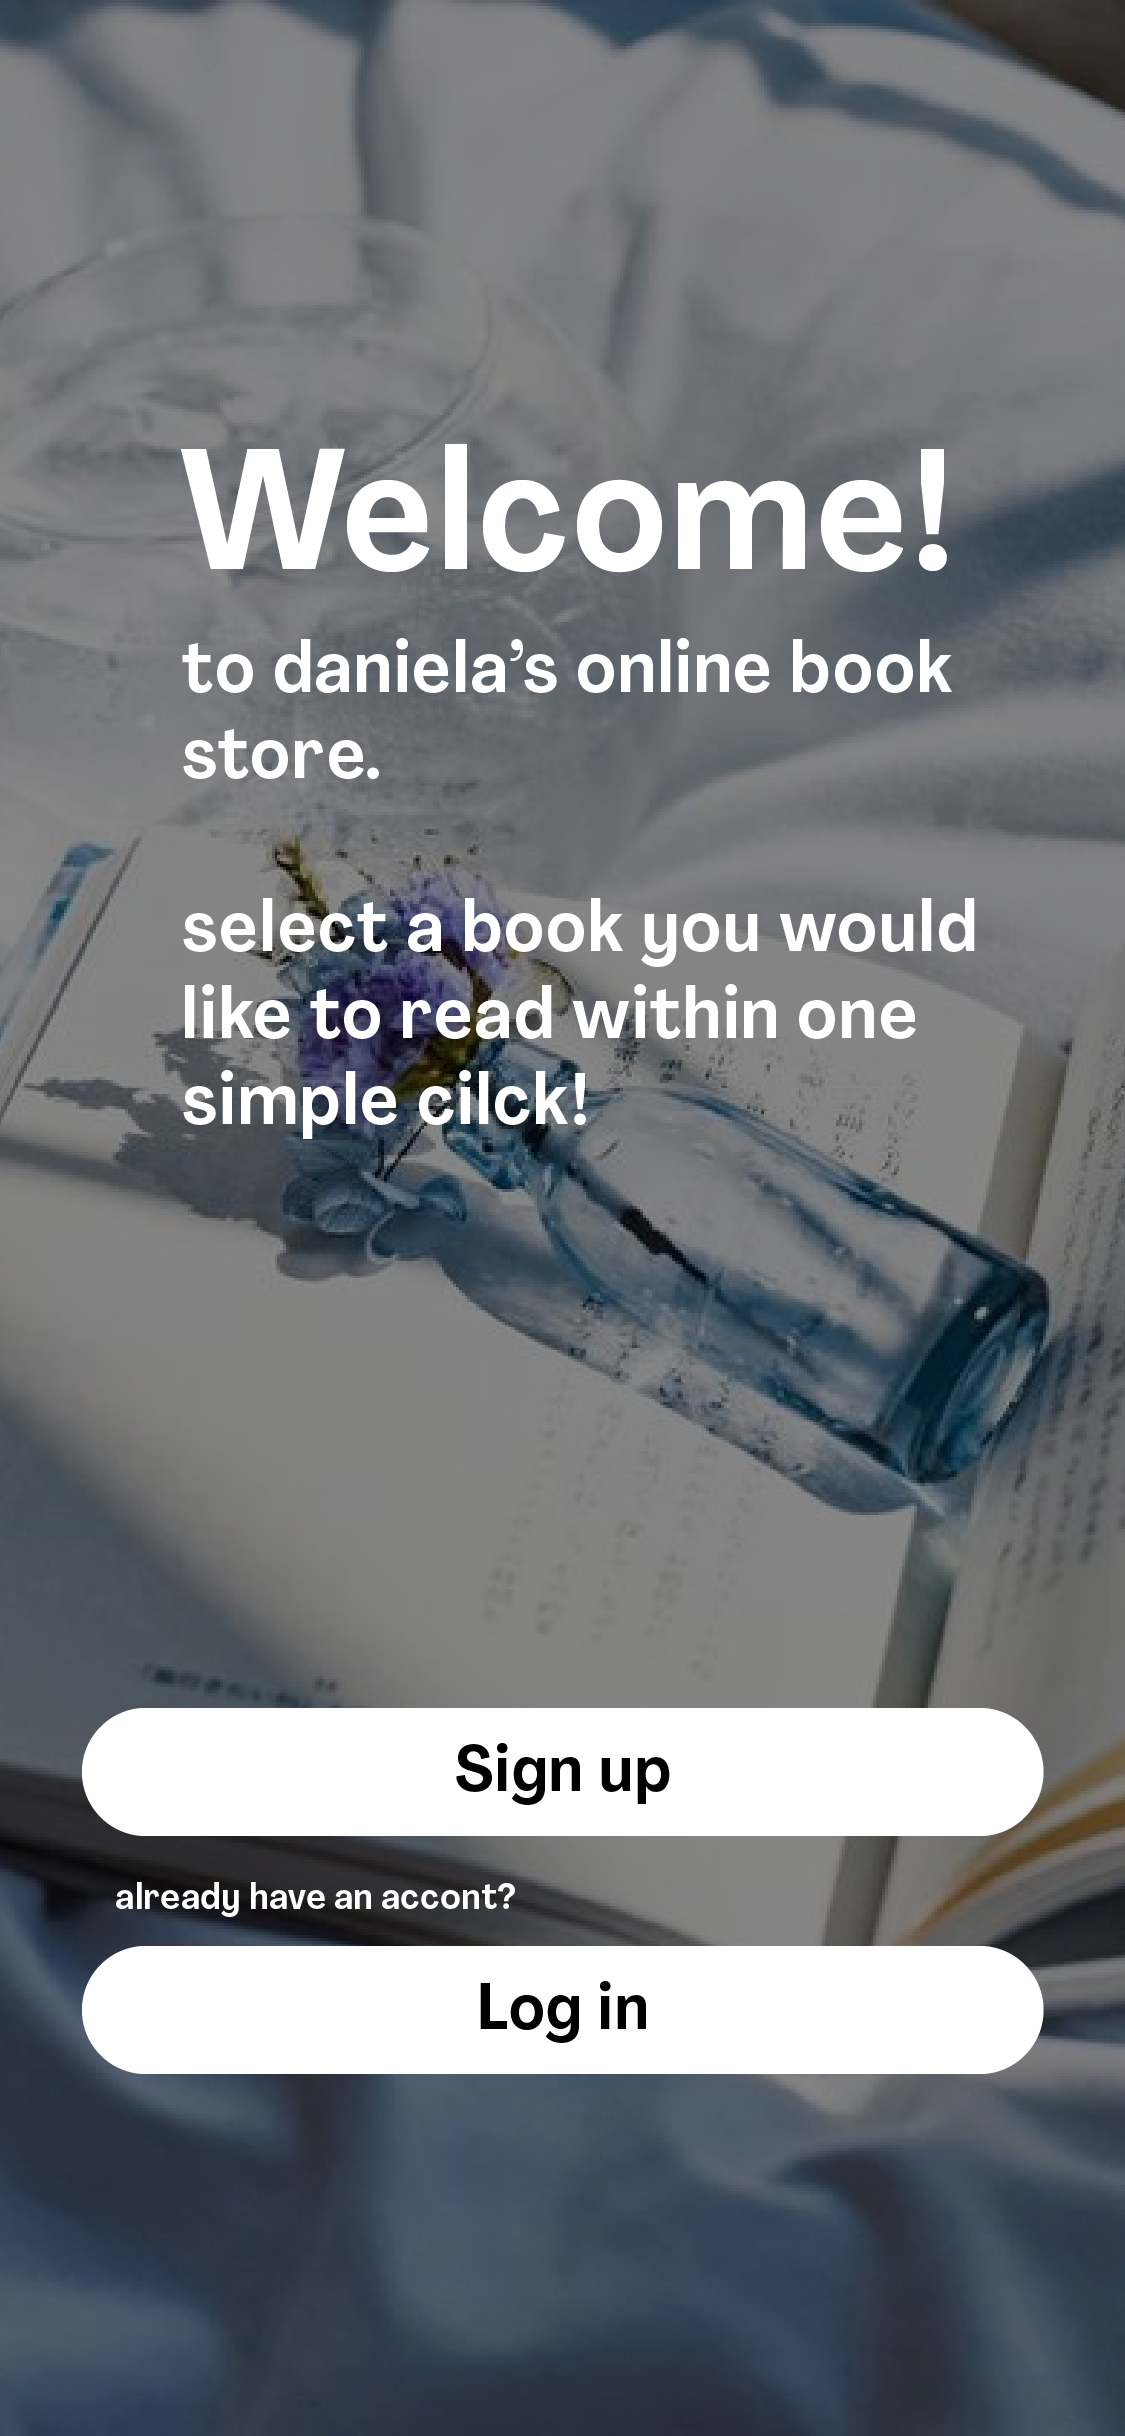 Welcome!
to daniela’s online book
store.
select a book you would
like to read within one
simple cilck!
Sign up
already have an accont?
Log in